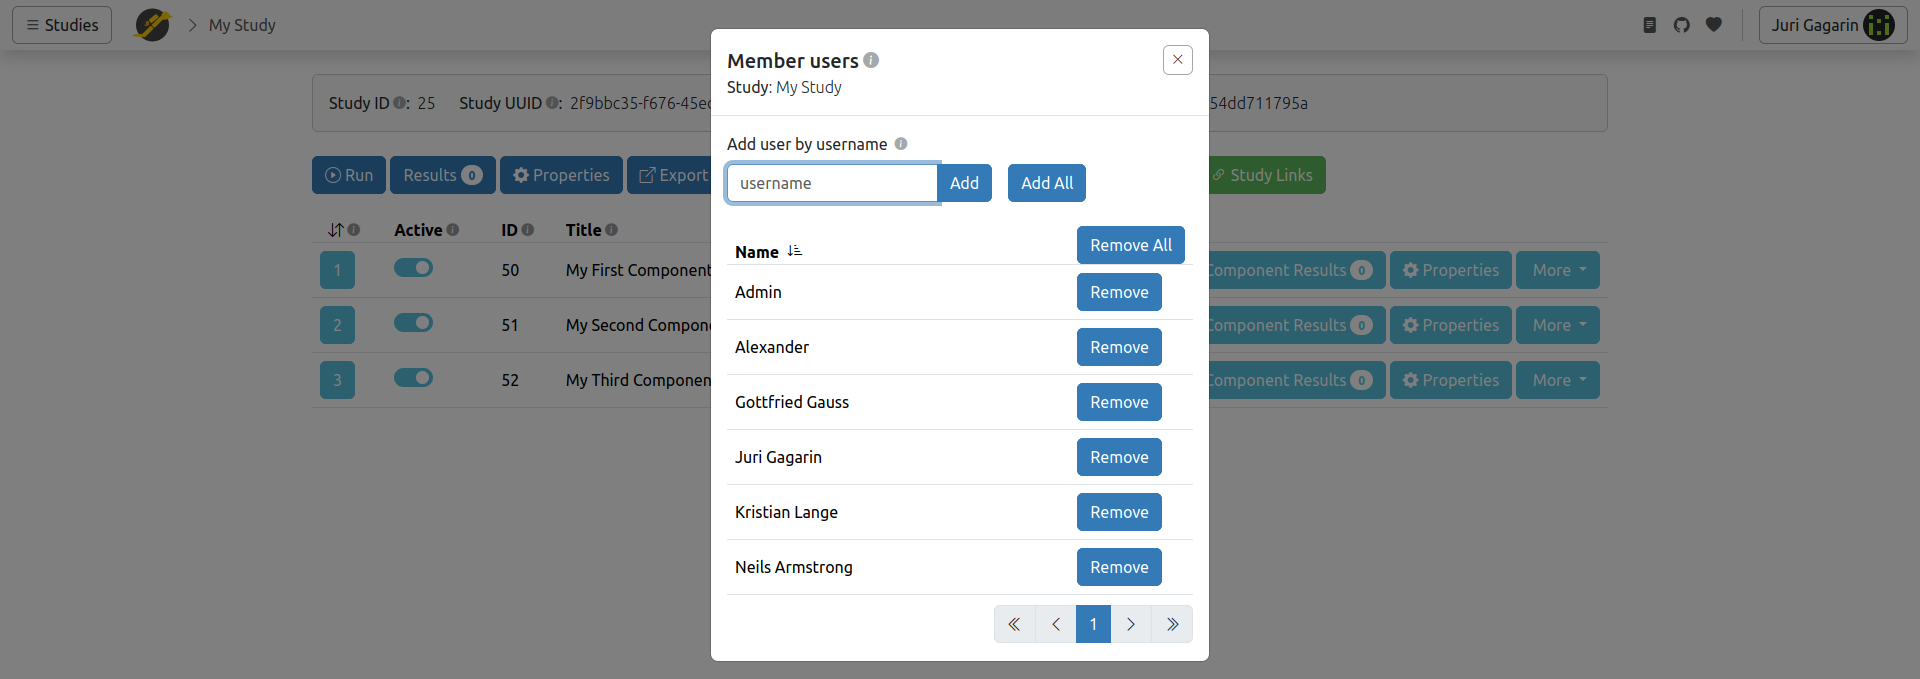 Studies
My Study
Juri Gagarin
Member users
Study: My Study
Study ID: 25 Study UUID: 2f9bbc35-f676-45e
54dd711795a
Add user by username
username Add Add All
Run Results 0 Properties Export
Study Links
Active ID Title
Name Remove All
1 50 My First Component
Component Results 0 Properties More
Admin Remove
2 51 My Second Compon
Component Results 0 Properties More
Alexander Remove
3 52 My Third Componen
Component Results 0 Properties More
Gottfried Gauss Remove
Juri Gagarin Remove
Kristian Lange Remove
Neils Armstrong Remove
1